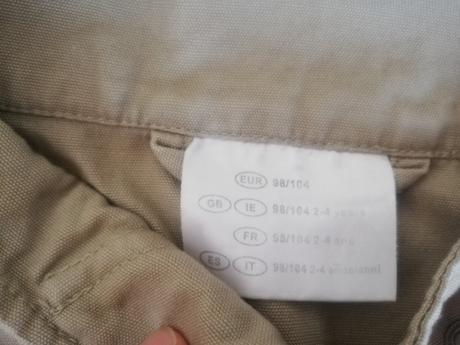 EUR 98/104
GB IE 98/104 2-4 years
FR 98/104 2-4 ans
ES IT 98/104 2-4